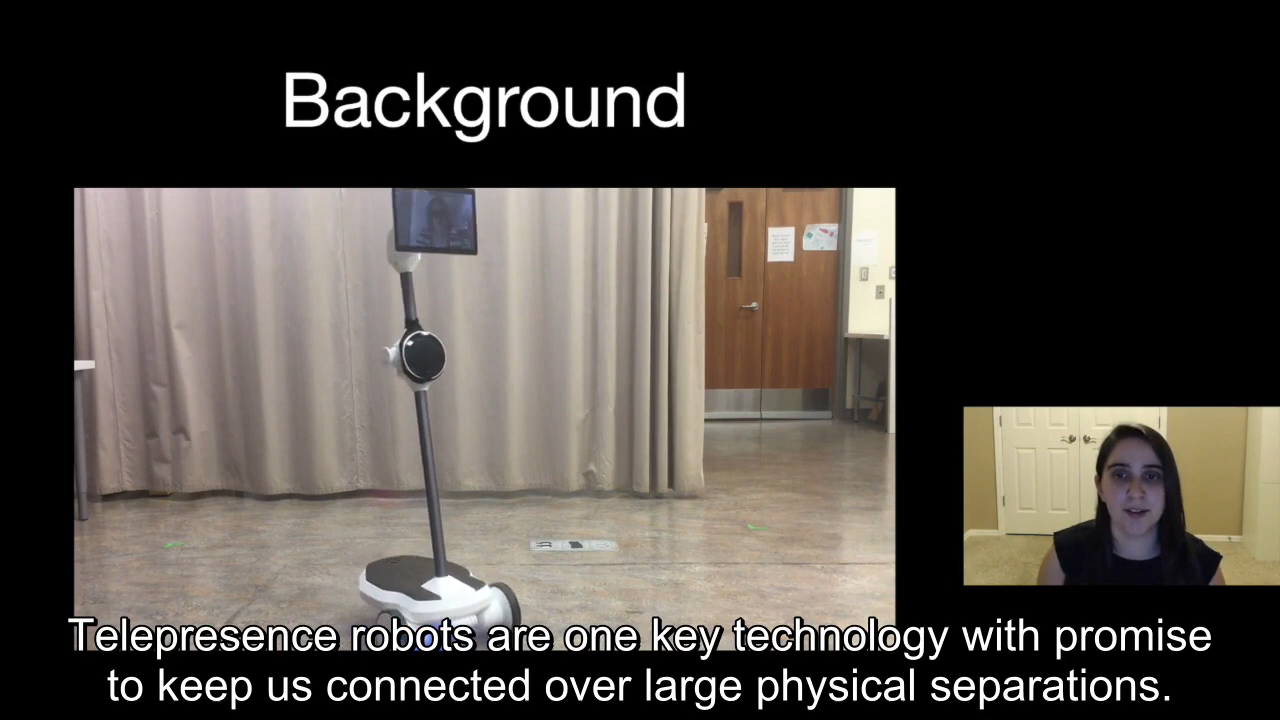 Background
Telepresence robots are one key technology with promise
to keep us connected over large physical separations.